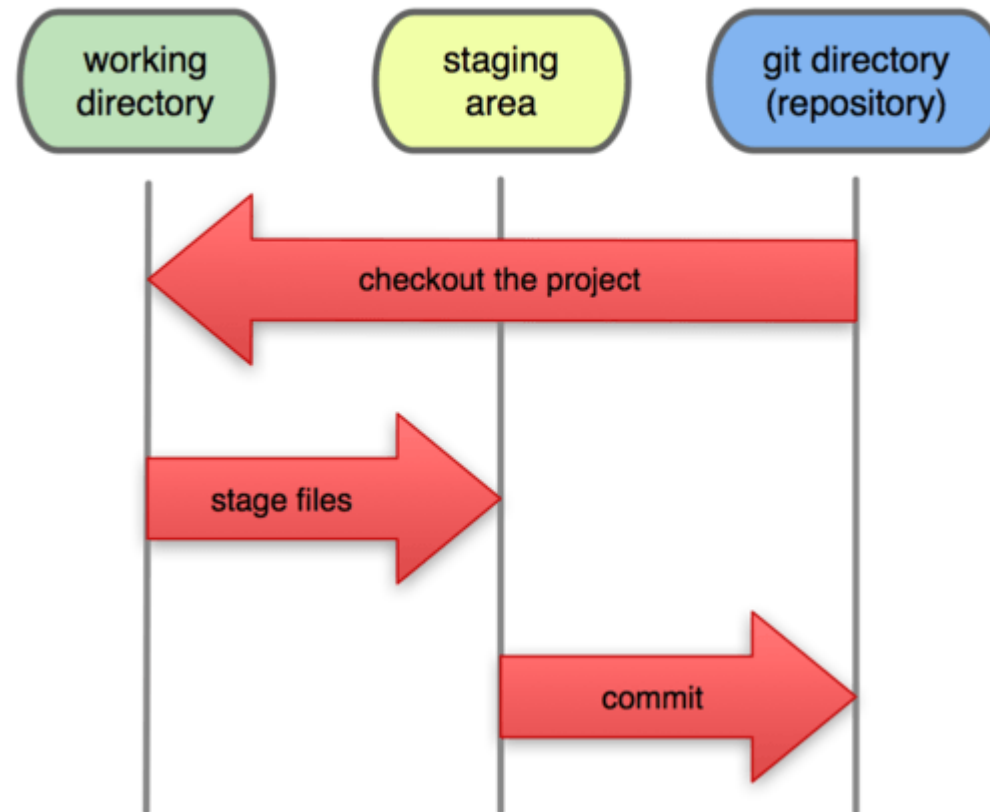 working
directory
staging
area
git directory
(repository)
checkout the project
stage files
commit